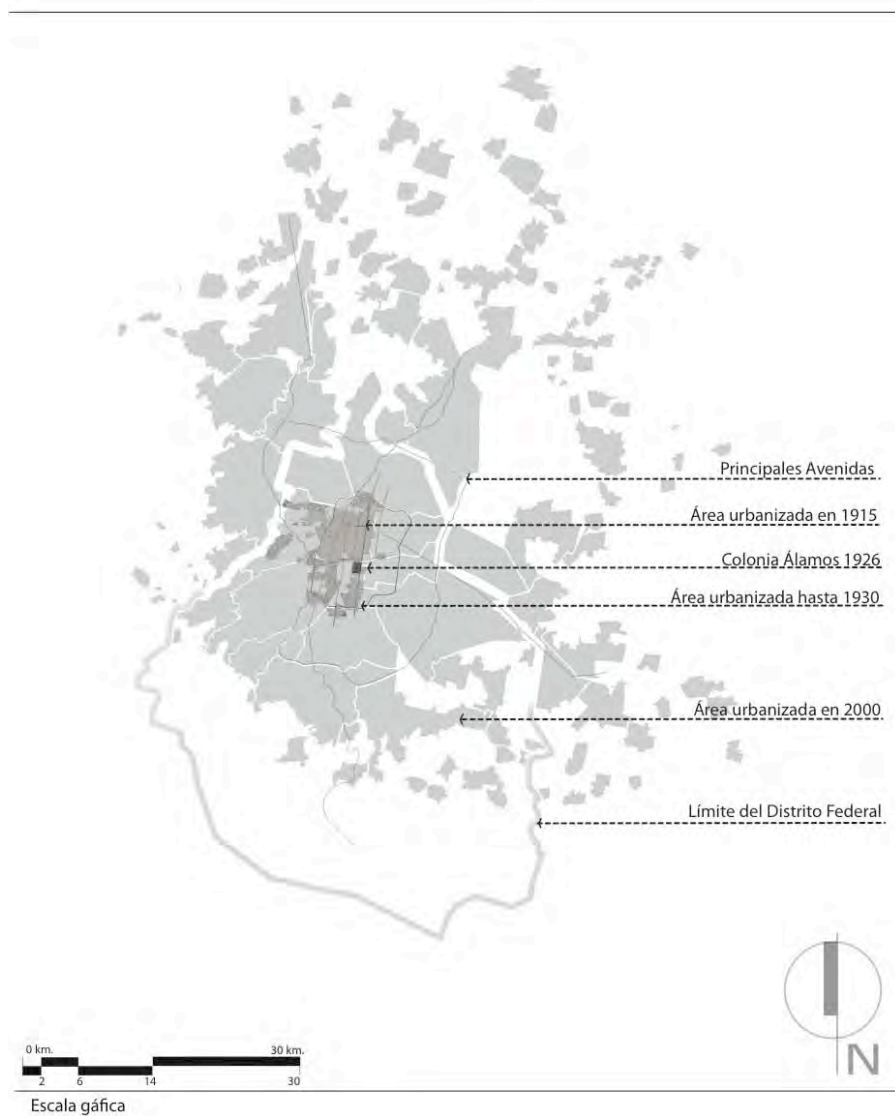 Principales Avenidas
Área urbanizada en 1915
Colonia Álamos 1926
Área urbanizada hasta 1930
Área urbanizada en 2000
Límite del Distrito Federal
N
0 km. 30 km.
2 6 14 30
Escala gáfica